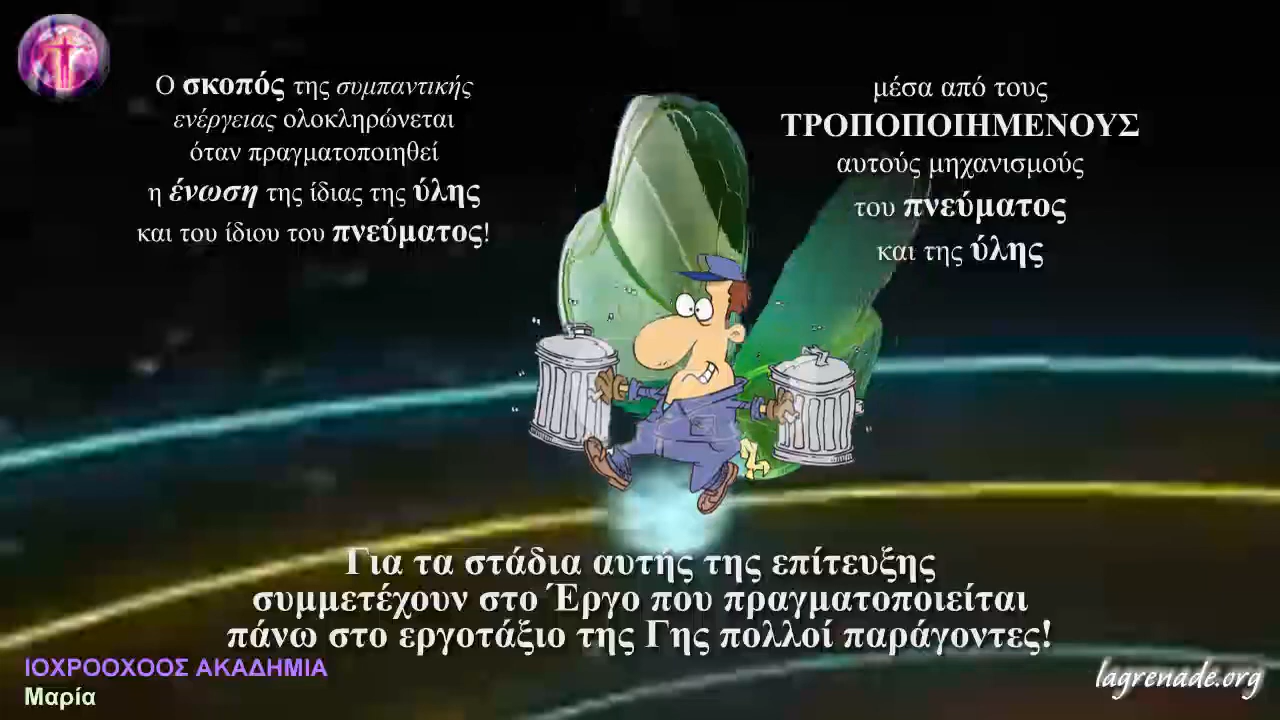 Ο σκοπός της συμπαντικής
ενέργειας ολοκληρώνεται
όταν πραγματοποιηθεί
η ένωση της ίδιας της ύλης
και του ίδιου του πνεύματος!
μέσα από τους
ΤΡΟΠΟΠΟΙΗΜΕΝΟΥΣ
αυτούς μηχανισμούς
του πνεύματος
και της ύλης
Για τα στάδια αυτής της επίτευξης
συμμετέχουν στο Έργο που πραγματοποιείται
πάνω στο εργοτάξιο της Γης πολλοί παράγοντες!
ΙΟΧΡΟΟΧΟΟΣ ΑΚΑΔΗΜΙΑ
Μαρία
lagrenade.org